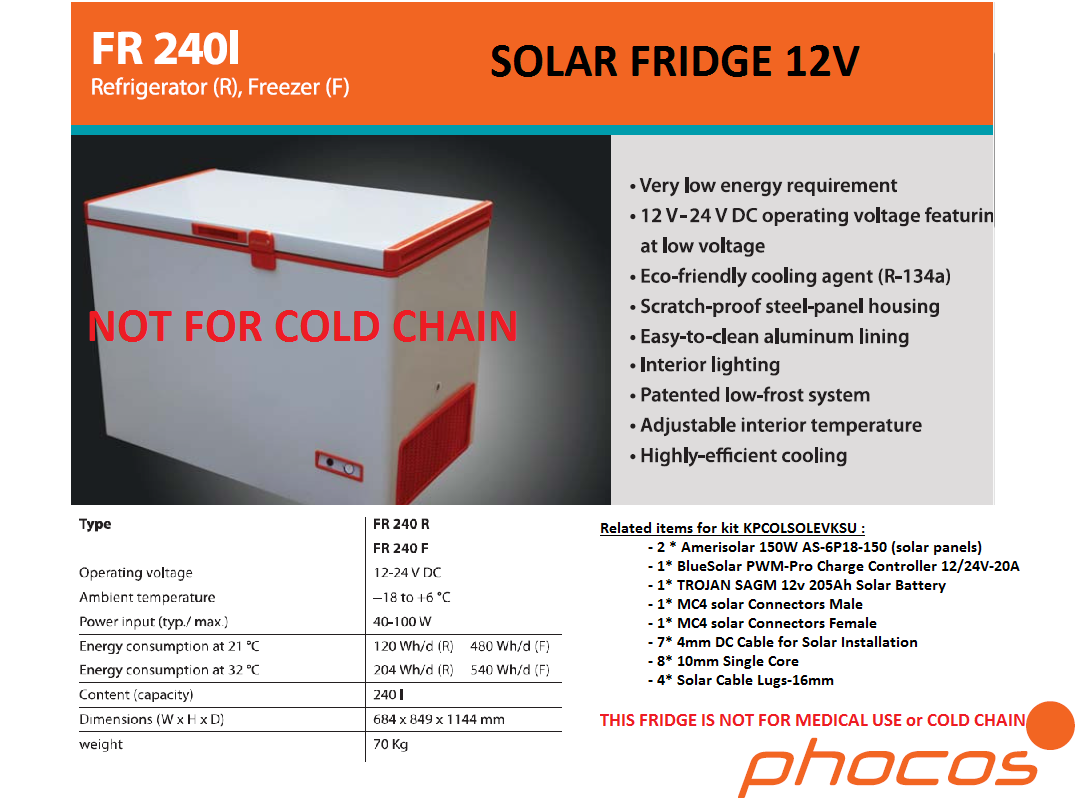 FR 240l
Refrigerator (R), Freezer (F)
SOLAR FRIDGE 12V
NOT FOR COLD CHAIN
• Very low energy requirement
• 12 V-24 V DC operating voltage featurin
at low voltage
• Eco-friendly cooling agent (R-134a)
• Scratch-proof steel-panel housing
• Easy-to-clean aluminum lining
• Interior lighting
• Patented low-frost system
• Adjustable interior temperature
• Highly-efficient cooling
Type FR 240 R
FR 240 F
Operating voltage 12-24 V DC
Ambient temperature −18 to +6 °C
Power input (typ./ max.) 40-100 W
Energy consumption at 21 °C 120 Wh/d (R) 480 Wh/d (F)
Energy consumption at 32 °C 204 Wh/d (R) 540 Wh/d (F)
Content (capacity) 240 l
Dimensions (W x H x D) 684 x 849 x 1144 mm
weight 70 Kg
Related items for kit KPCOLSOLEVKSU :
- 2 * Amerisolar 150W AS-6P18-150 (solar panels)
- 1* BlueSolar PWM-Pro Charge Controller 12/24V-20A
- 1* TROJAN SAGM 12v 205Ah Solar Battery
- 1* MC4 solar Connectors Male
- 1* MC4 solar Connectors Female
- 7* 4mm DC Cable for Solar Installation
- 8* 10mm Single Core
- 4* Solar Cable Lugs-16mm
THIS FRIDGE IS NOT FOR MEDICAL USE or COLD CHAIN
phocos